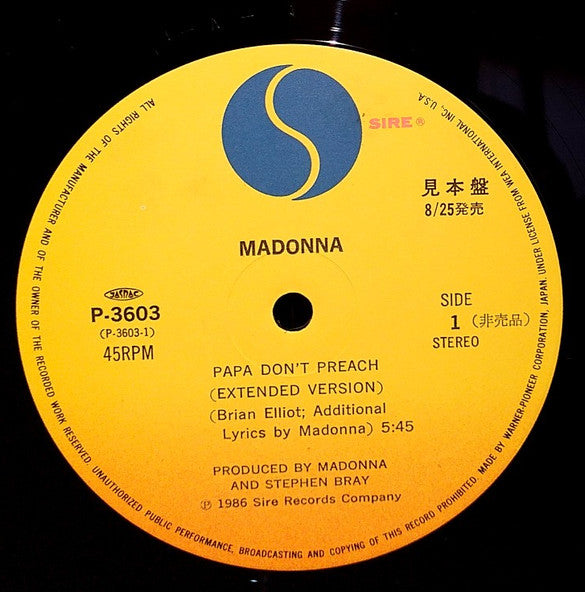 SIRE®
見本盤
8/25発売
MADONNA
JASRAC
P-3603
(P-3603-1)
45RPM
SIDE
1 (非売品)
STEREO
PAPA DON'T PREACH
(EXTENDED VERSION)
(Brian Elliot; Additional
Lyrics by Madonna) 5:45
PRODUCED BY MADONNA
AND STEPHEN BRAY
℗ 1986 Sire Records Company
ALL RIGHTS OF THE MANUFACTURER AND OF THE OWNER OF THE RECORDED WORK RESERVED. UNAUTHORIZED PUBLIC PERFORMANCE, BROADCASTING AND COPYING OF THIS RECORD PROHIBITED. MADE BY WARNER-PIONEER CORPORATION, JAPAN. UNDER LICENSE FROM WEA INTERNATIONAL INC., U.S.A.